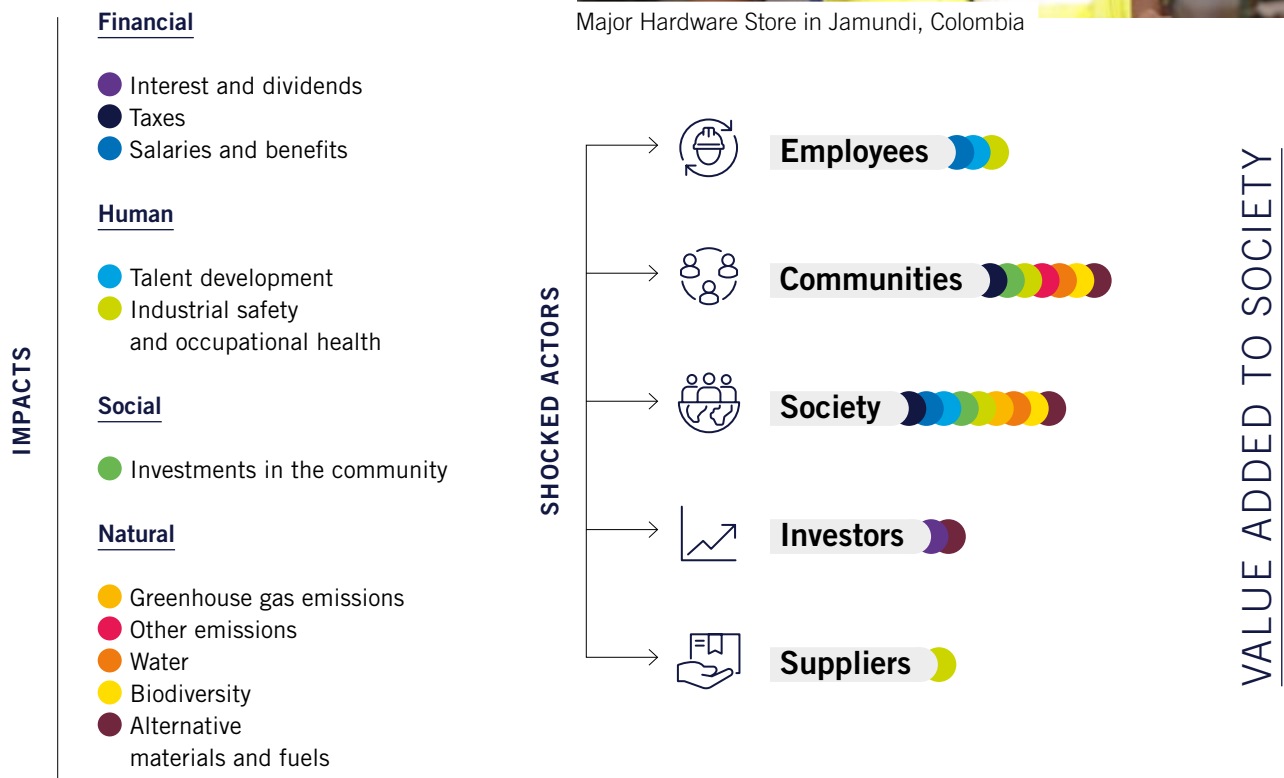 Major Hardware Store in Jamundi, Colombia
IMPACTS
Financial
Interest and dividends
Taxes
Salaries and benefits
Human
Talent development
Industrial safety
and occupational health
Social
Investments in the community
Natural
Greenhouse gas emissions
Other emissions
Water
Biodiversity
Alternative
materials and fuels
SHOCKED ACTORS
Employees
Communities
Society
Investors
Suppliers
VALUE ADDED TO SOCIETY